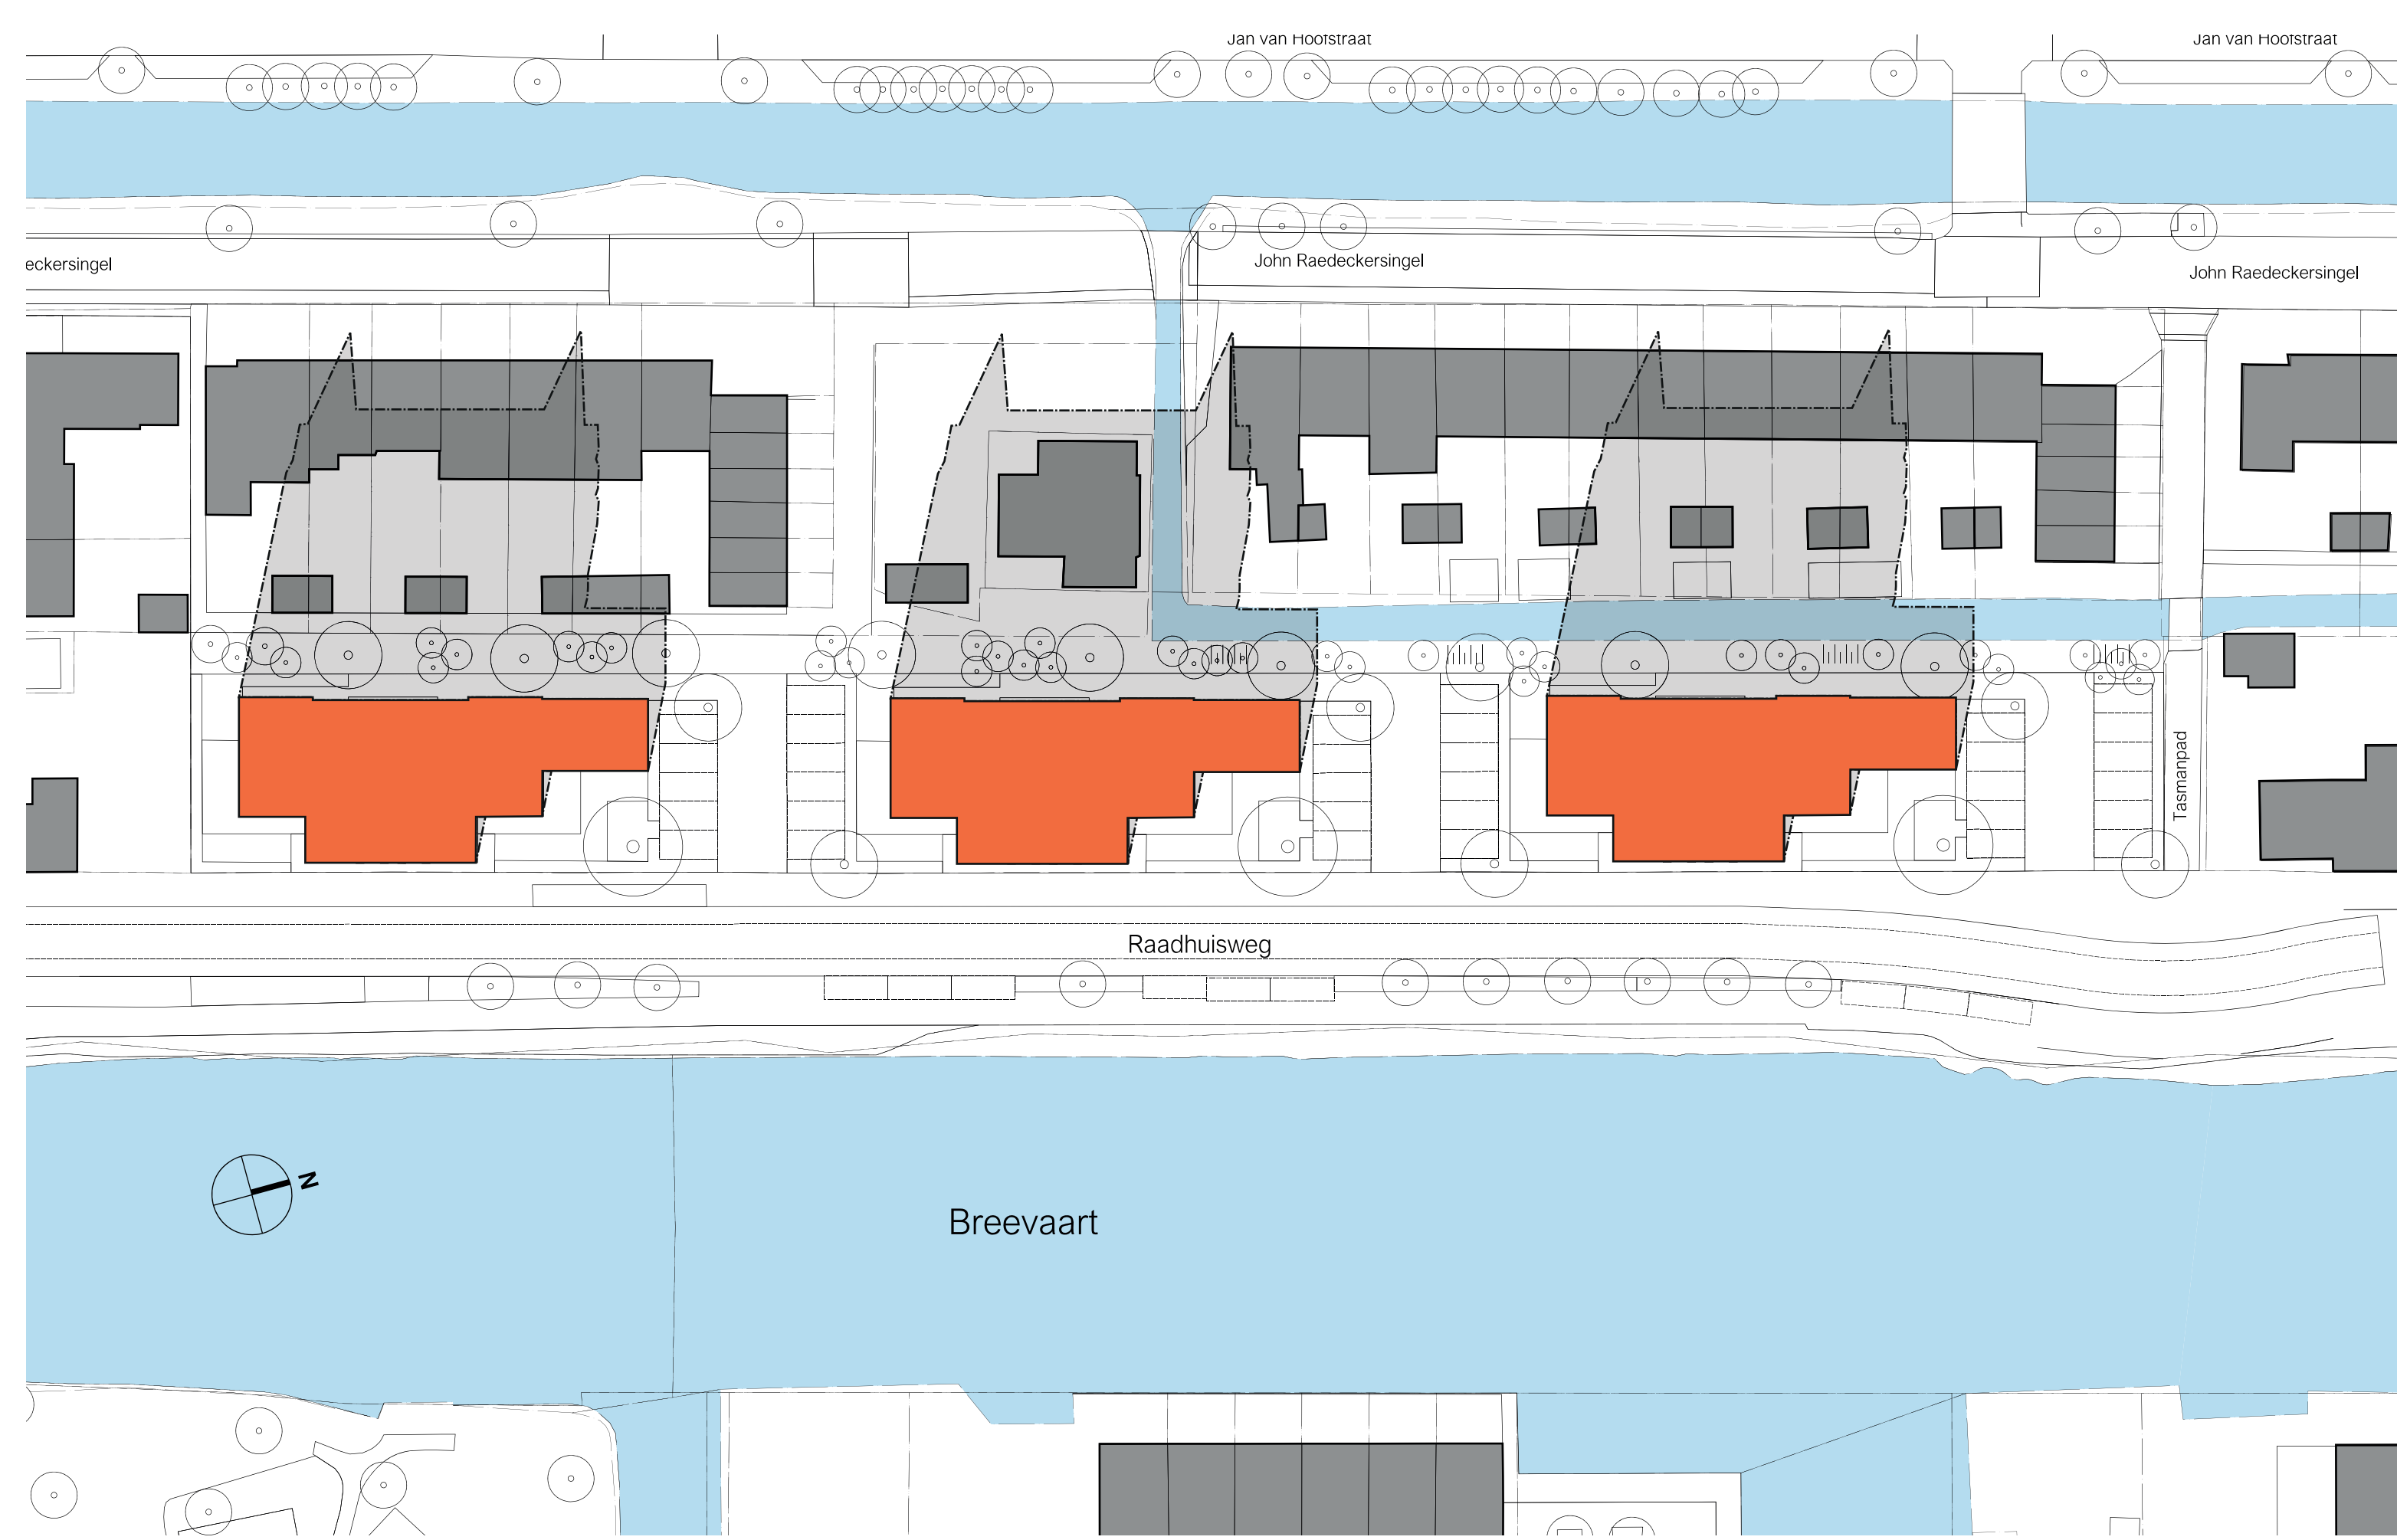 Jan van Hoofstraat
Jan van Hoofstraat
eckersingel
John Raedeckersingel
John Raedeckersingel
Tasmanpad
Raadhuisweg
N
Breevaart